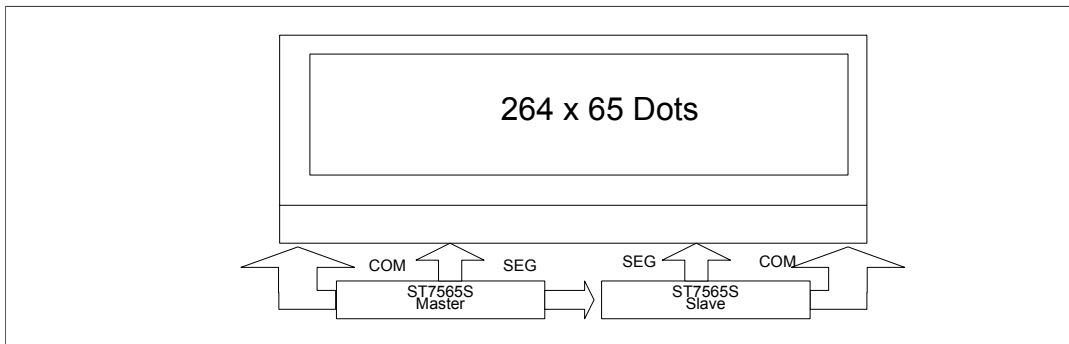 264 x 65 Dots
COM
SEG
SEG
COM
ST7565S
Master
ST7565S
Slave